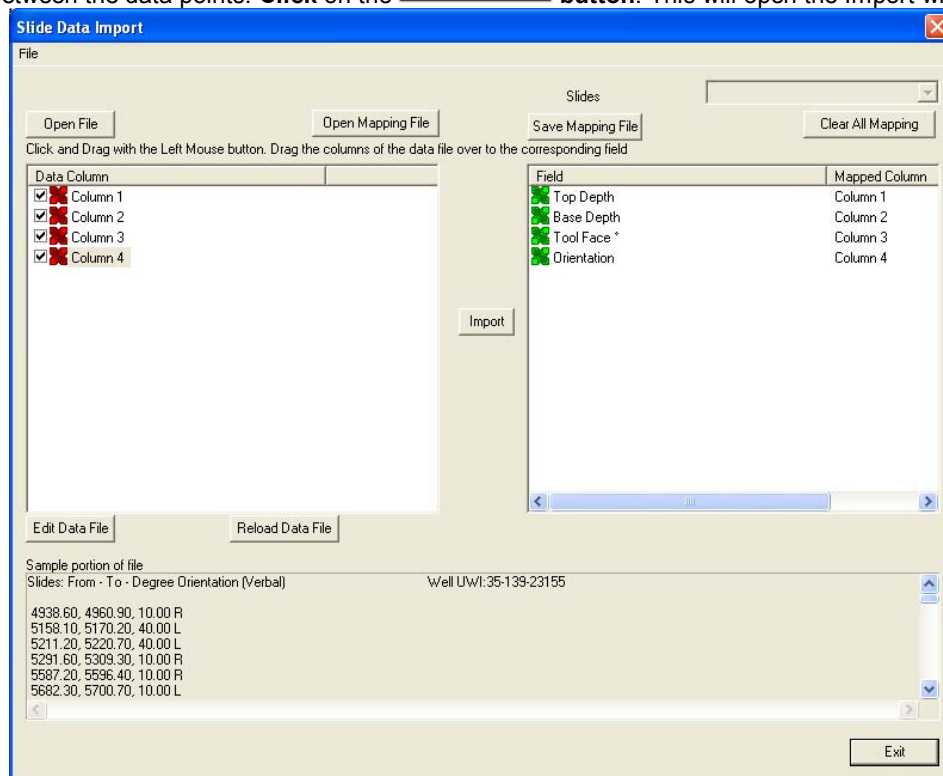 etween the data points. Click on the button. This will open the Import wi
Slide Data Import
File
Slides
Open File Open Mapping File Save Mapping File Clear All Mapping
Click and Drag with the Left Mouse button. Drag the columns of the data file over to the corresponding field
Data Column Field Mapped Column
Column 1 Top Depth Column 1
Column 2 Base Depth Column 2
Column 3 Tool Face * Column 3
Column 4 Orientation Column 4
Import
Edit Data File Reload Data File
Sample portion of file
Slides: From - To - Degree Orientation (Verbal) Well UWI:35-139-23155
4938.60, 4960.90, 10.00 R
5158.10, 5170.20, 40.00 L
5211.20, 5220.70, 40.00 L
5291.60, 5309.30, 10.00 R
5587.20, 5596.40, 10.00 R
5682.30, 5700.70, 10.00 L
Exit